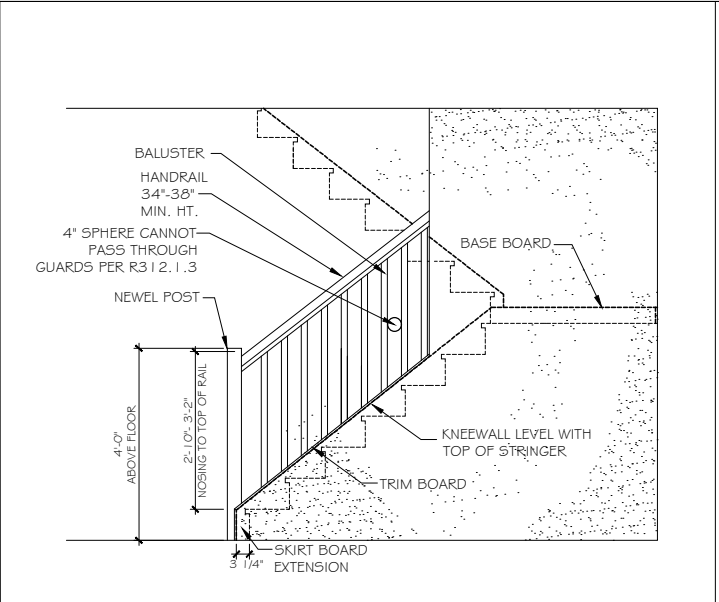 BALUSTER
HANDRAIL
34"-38"
MIN. HT.
4" SPHERE CANNOT
PASS THROUGH
GUARDS PER R312.1.3
NEWEL POST
BASE BOARD
4'-0"
ABOVE FLOOR
2'-10"- 3'-2"
NOSING TO TOP OF RAIL
KNEEWALL LEVEL WITH
TOP OF STRINGER
TRIM BOARD
SKIRT BOARD
EXTENSION
3 1/4"